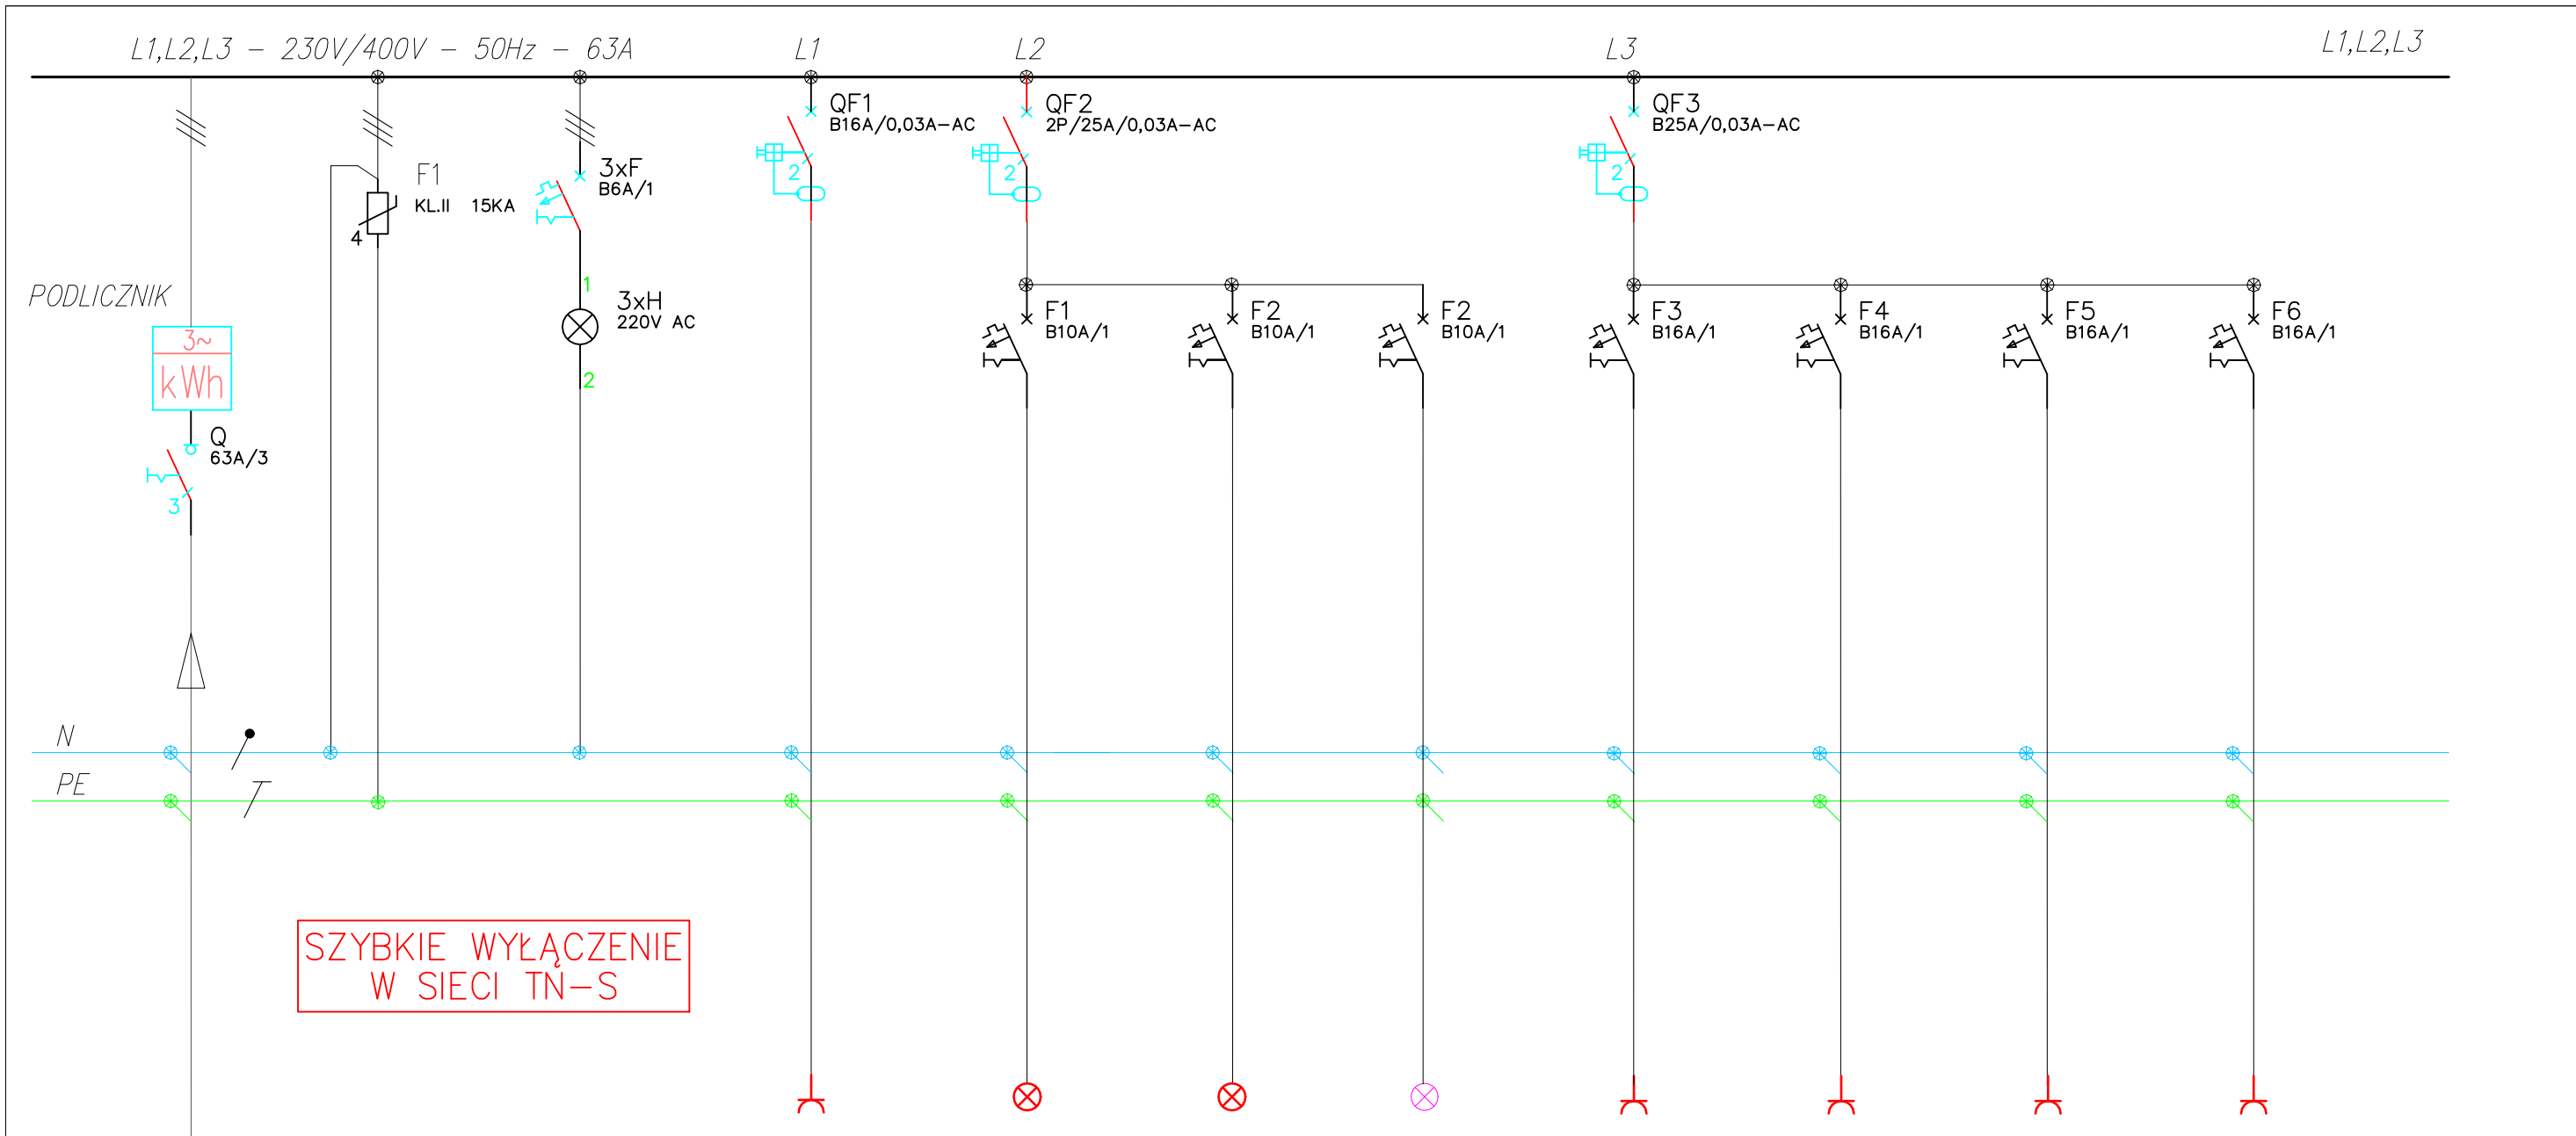 L1,L2,L3 - 230V/400V - 50Hz - 63A
L1
L2
L3
L1,L2,L3
QF1
B16A/0,03A-AC
2
QF2
2P/25A/0,03A-AC
2
QF3
B25A/0,03A-AC
2
F1
KL.II 15KA
4
3xF
B6A/1
1
3xH
220V AC
2
PODLICZNIK
3~
kWh
Q
63A/3
3
F1
B10A/1
F2
B10A/1
F2
B10A/1
F3
B16A/1
F4
B16A/1
F5
B16A/1
F6
B16A/1
N
PE
SZYBKIE WYŁĄCZENIE
W SIECI TN-S